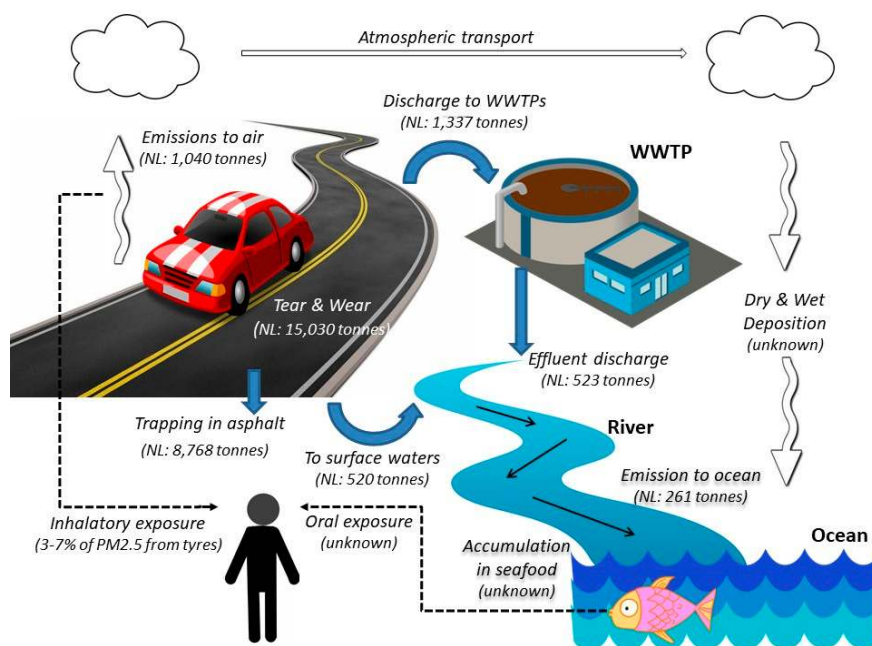 Atmospheric transport
Discharge to WWTPs
(NL: 1,337 tonnes)
Emissions to air
(NL: 1,040 tonnes)
WWTP
Tear & Wear
(NL: 15,030 tonnes)
Dry & Wet
Deposition
(unknown)
Effluent discharge
(NL: 523 tonnes)
Trapping in asphalt
(NL: 8,768 tonnes)
River
To surface waters
(NL: 520 tonnes)
Emission to ocean
(NL: 261 tonnes)
Inhalatory exposure
(3-7% of PM2.5 from tyres)
Oral exposure
(unknown)
Ocean
Accumulation
in seafood
(unknown)